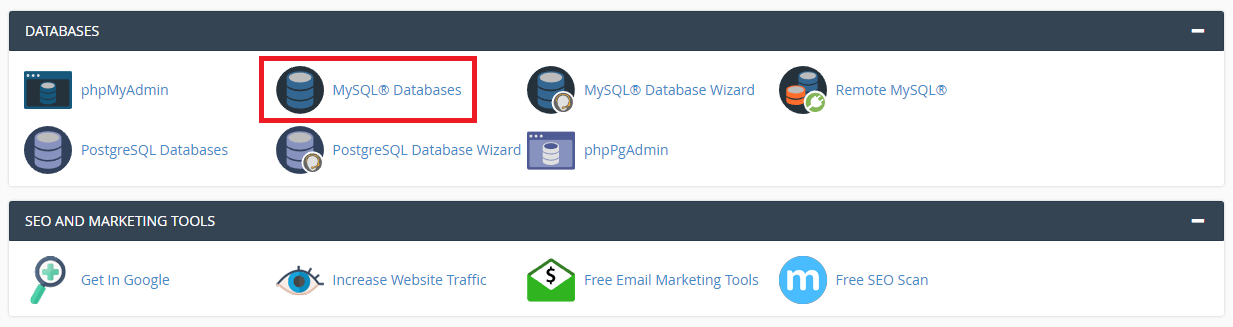 DATABASES
phpMyAdmin
MySQL® Databases
MySQL® Database Wizard
Remote MySQL®
PostgreSQL Databases
PostgreSQL Database Wizard
phpPgAdmin
SEO AND MARKETING TOOLS
Get In Google
Increase Website Traffic
$
Free Email Marketing Tools
m
Free SEO Scan